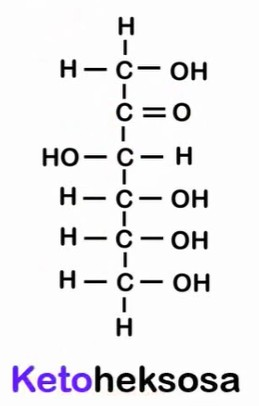 H
H — C — OH
C = O
HO — C — H
H — C — OH
H — C — OH
H — C — OH
H
Ketoheksosa